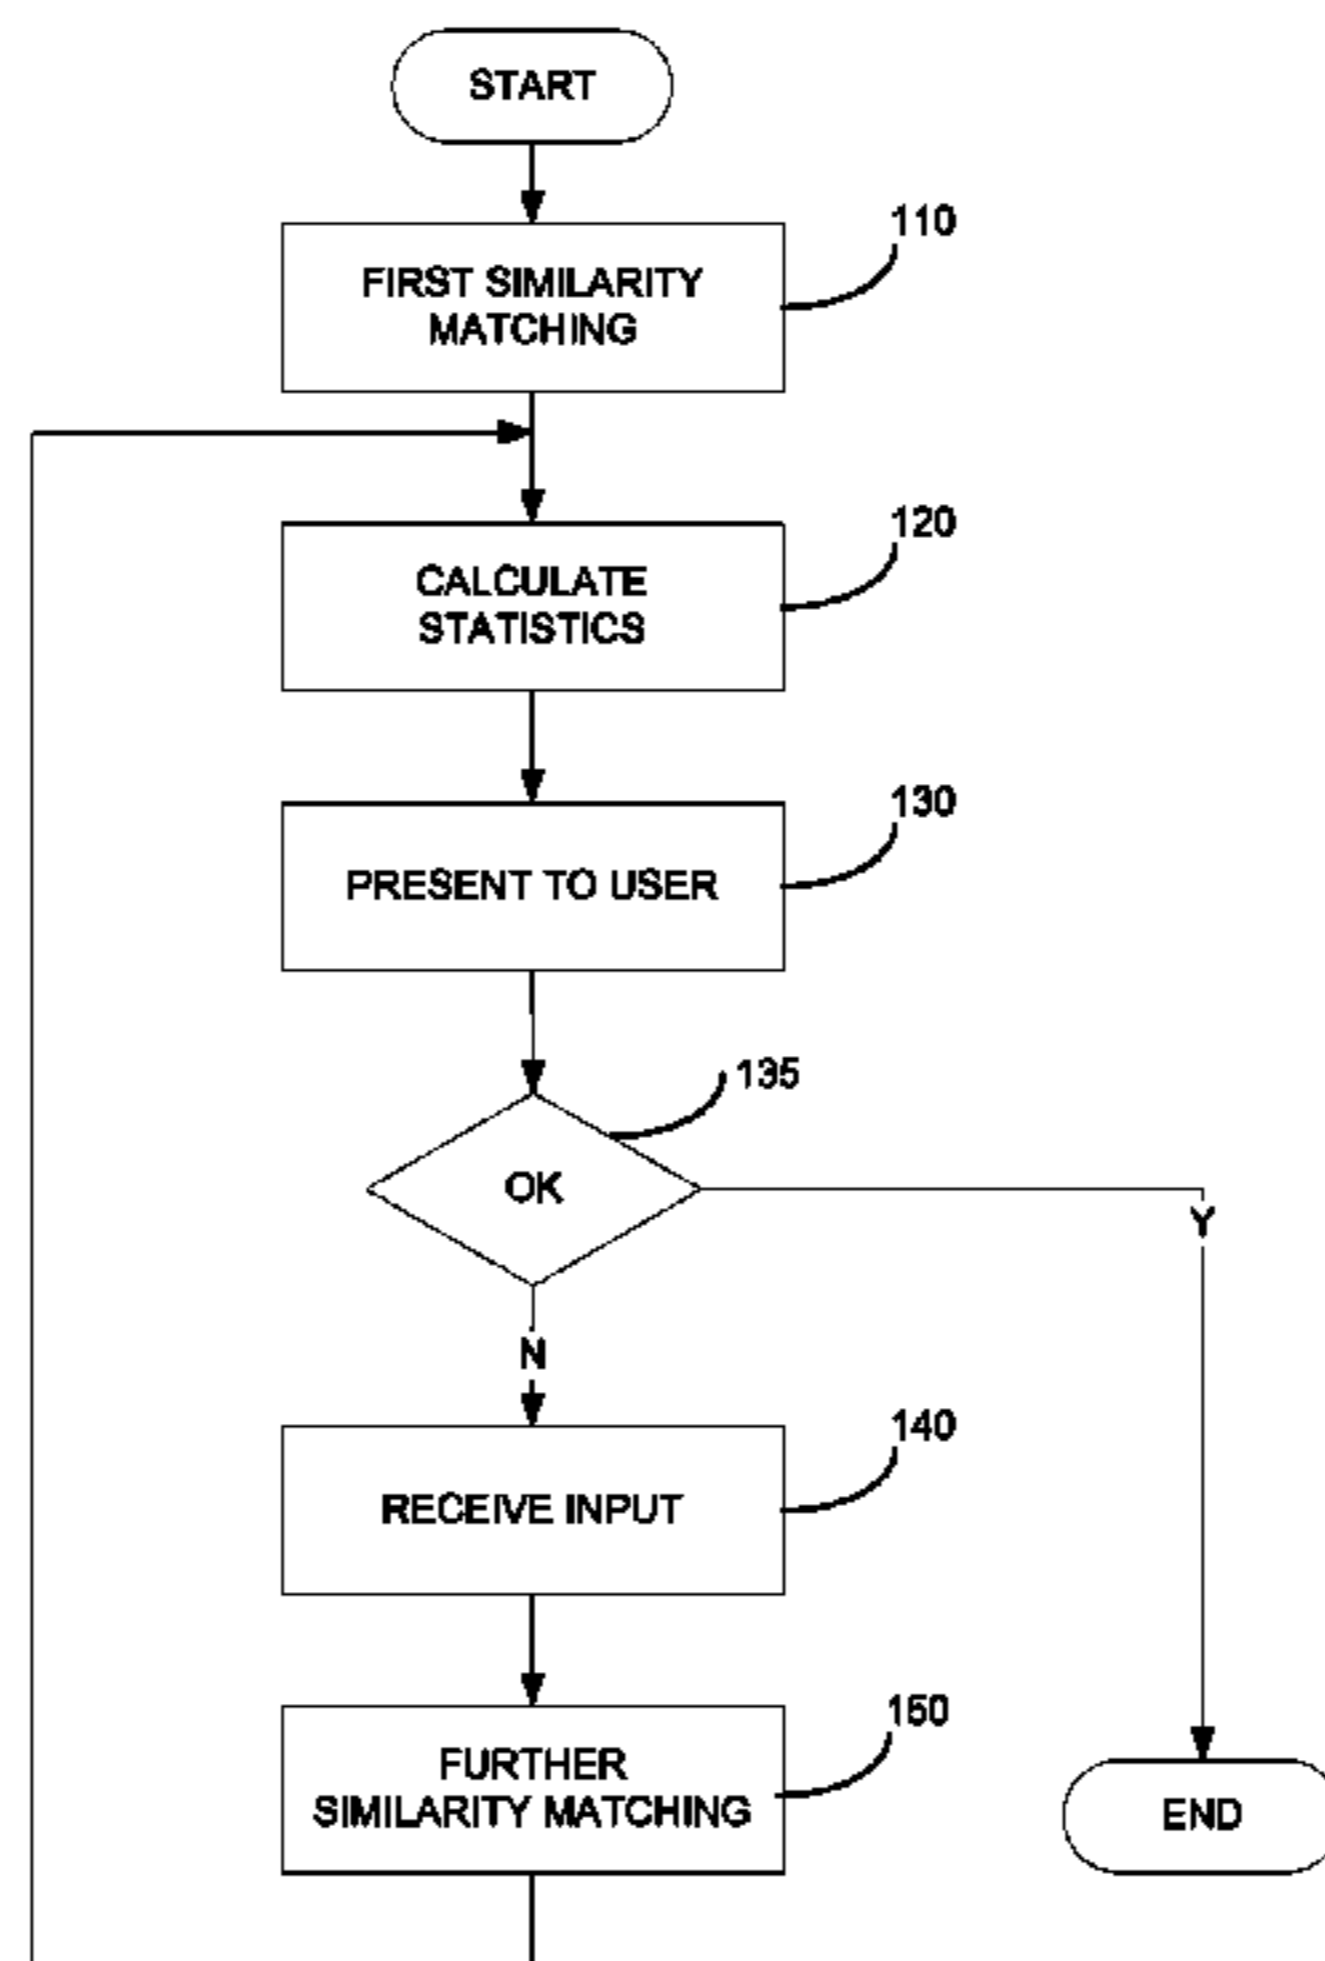 START
110
FIRST SIMILARITY
MATCHING
120
CALCULATE
STATISTICS
130
PRESENT TO USER
135
OK
Y
N
140
RECEIVE INPUT
150
FURTHER
SIMILARITY MATCHING
END